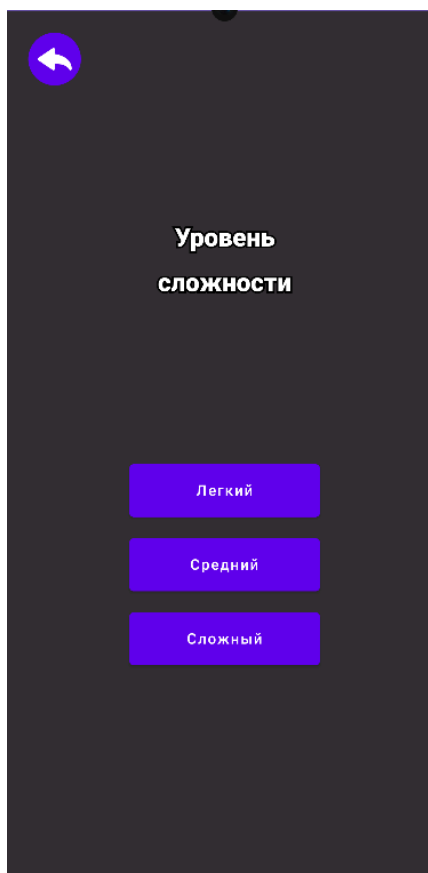 Уровень
сложности
Легкий
Средний
Сложный